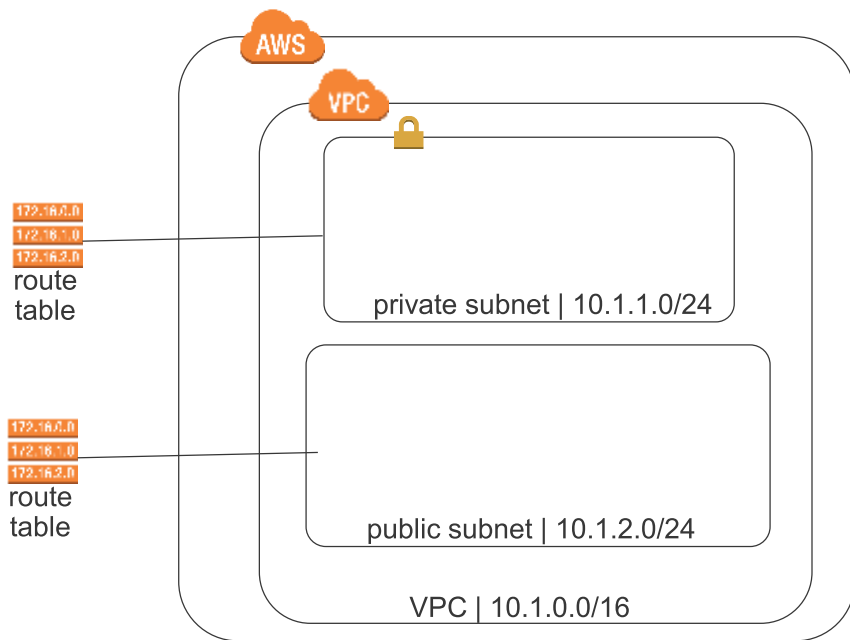 AWS
VPC
172.16.0.0
172.16.1.0
172.16.2.0
route
table
private subnet | 10.1.1.0/24
172.16.0.0
172.16.1.0
172.16.2.0
route
table
public subnet | 10.1.2.0/24
VPC | 10.1.0.0/16